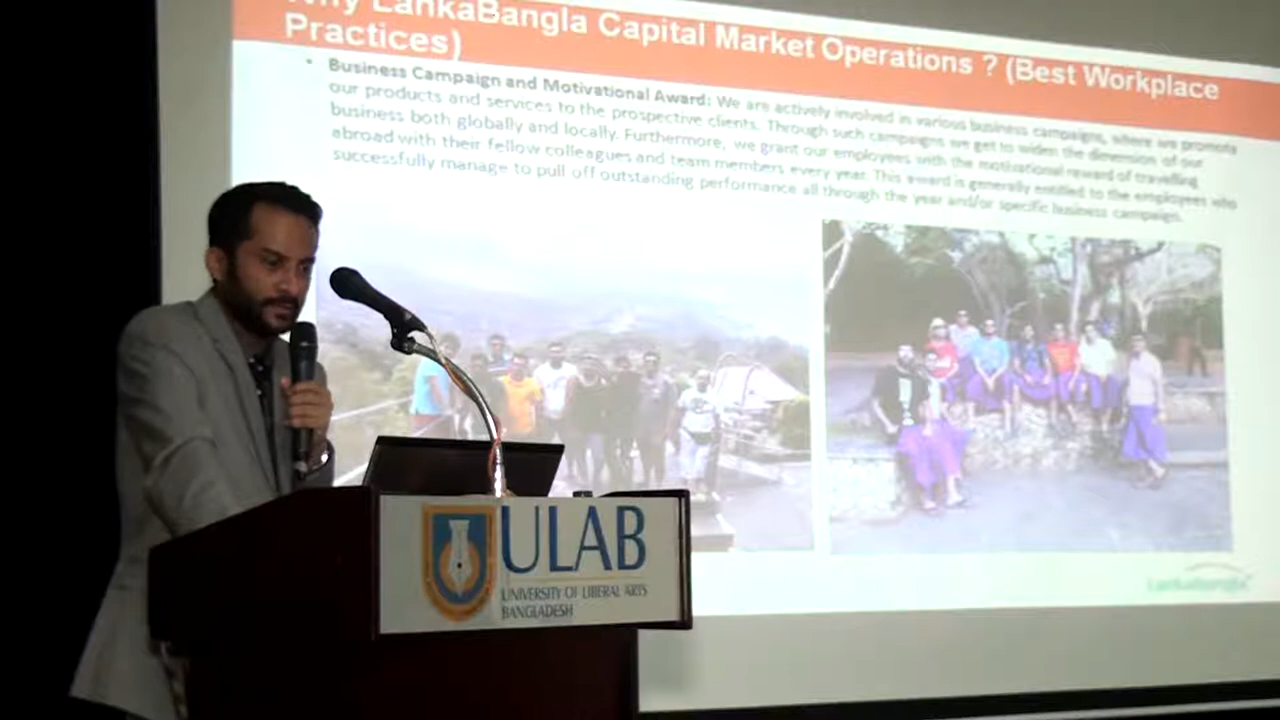 Why LankaBangla Capital Market Operations ? (Best Workplace
Practices)
• Business Campaign and Motivational Award: We are actively involved in various business campaigns, where we promote
our products and services to the prospective clients. Through such campaigns we get to widen the dimension of our
business both globally and locally. Furthermore, we grant our employees with the motivational reward of travelling
abroad with their fellow colleagues and team members every year. This award is generally entitled to the employees who
successfully manage to pull off outstanding performance all through the year and/or specific business campaign.
LankaBangla
ULAB
UNIVERSITY OF LIBERAL ARTS
BANGLADESH